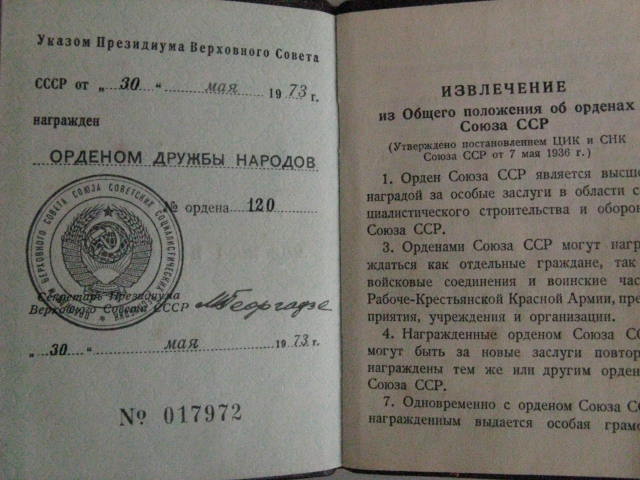 Указом Президиума Верховного Совета
СССР от „ 30 “ мая 1973 г.
награжден
ОРДЕНОМ ДРУЖБЫ НАРОДОВ
№ ордена 120
Секретарь Президиума
Верховного Совета СССР М Георгадзе
„ 30 “ мая 1973 г.
№ 017972
ИЗВЛЕЧЕНИЕ
из Общего положения об орденах
Союза ССР
(Утверждено постановлением ЦИК и СНК
Союза ССР от 7 мая 1936 г.)
1. Орден Союза ССР является высше
наградой за особые заслуги в области с
циалистического строительства и оборо
Союза ССР.
3. Орденами Союза ССР могут нагр
ждаться как отдельные граждане, так
войсковые соединения и воинские час
Рабоче-Крестьянской Красной Армии, пре
приятия, учреждения и организации.
4. Награжденные орденом Союза СС
могут быть за новые заслуги повтор
награждены тем же или другим орден
Союза ССР.
7. Одновременно с орденом Союза СС
награжденным выдается особая грамо